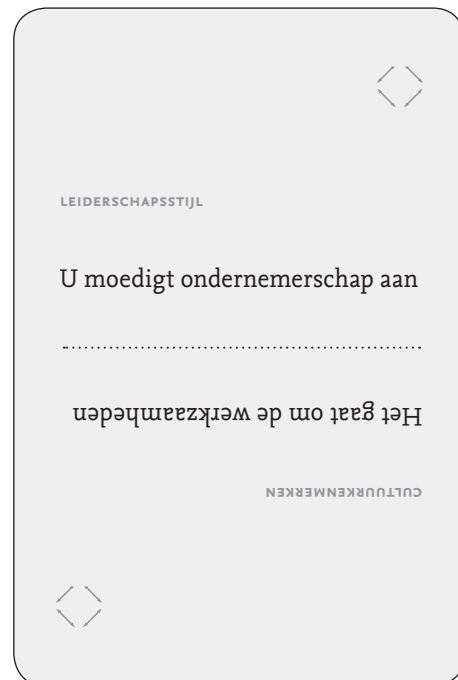 LEIDERSCHAPSSTIJL
U moedigt ondernemerschap aan
Het gaat om de werkzaamheden
CULTUURKENMERKEN